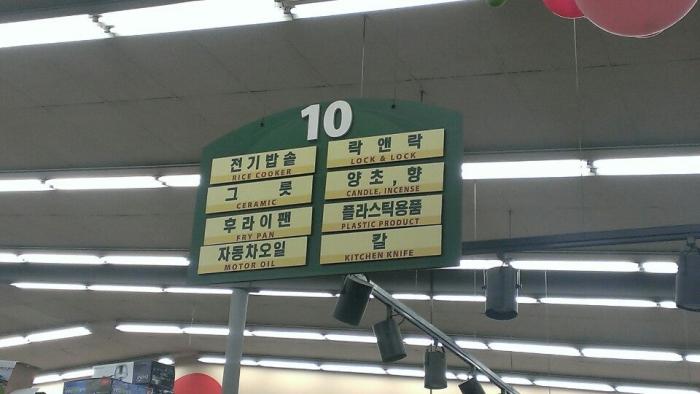 10
전기밥솥
RICE COOKER
그릇
CERAMIC
후라이팬
FRY PAN
자동차오일
MOTOR OIL
락앤락
LOCK & LOCK
양초, 향
CANDLE, INCENSE
플라스틱용품
PLASTIC PRODUCT
칼
KITCHEN KNIFE